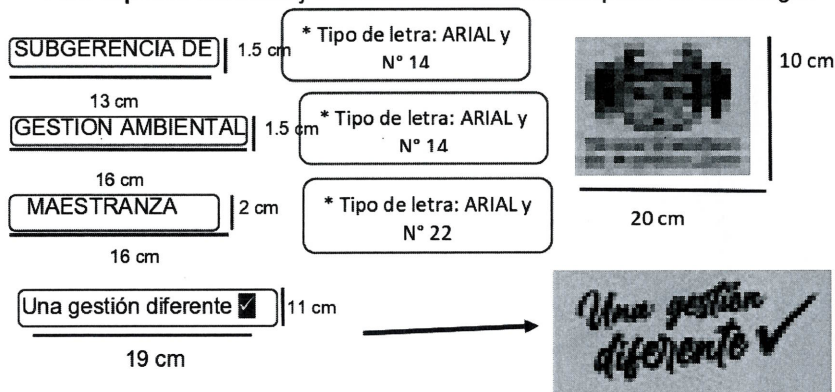 SUBGERENCIA DE
1.5 cm
* Tipo de letra: ARIAL y
N° 14
13 cm
10 cm
GESTION AMBIENTAL
1.5 cm
* Tipo de letra: ARIAL y
N° 14
16 cm
MAESTRANZA
2 cm
* Tipo de letra: ARIAL y
N° 22
20 cm
16 cm
Una gestión diferente ✓
11 cm
19 cm
Una gestión
diferente ✓